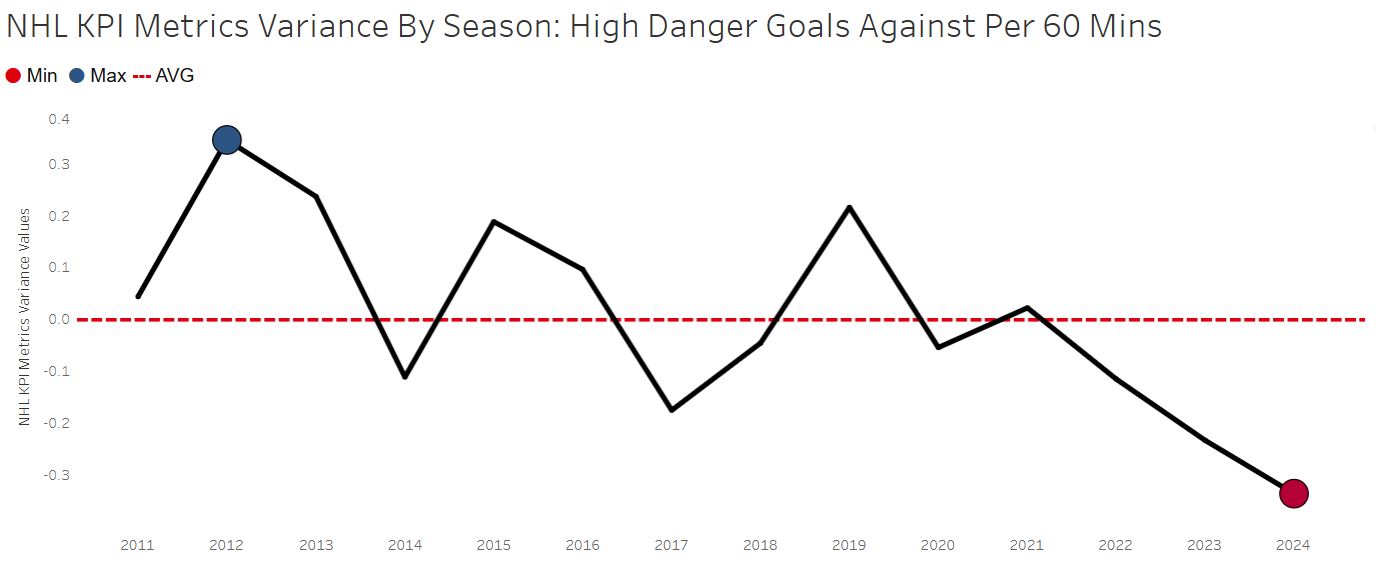 NHL KPI Metrics Variance By Season: High Danger Goals Against Per 60 Mins
Min Max AVG
NHL KPI Metrics Variance Values
0.4
0.3
0.2
0.1
0.0
-0.1
-0.2
-0.3
2011 2012 2013 2014 2015 2016 2017 2018 2019 2020 2021 2022 2023 2024